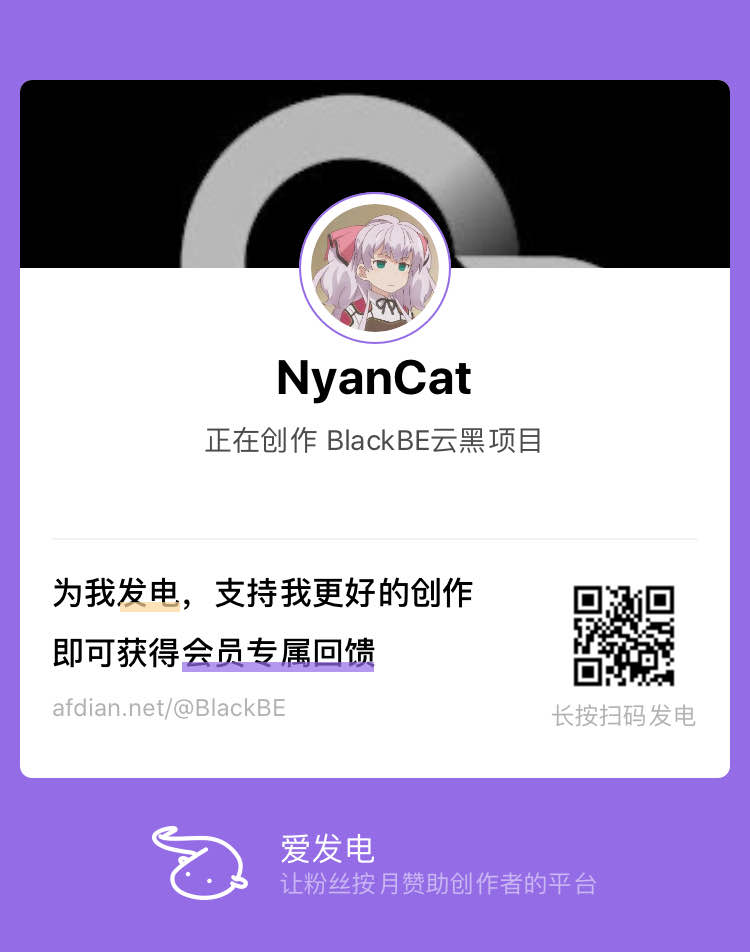 NyanCat
正在创作 BlackBE云黑项目
为我发电，支持我更好的创作
即可获得会员专属回馈
afdian.net/@BlackBE
长按扫码发电
爱发电
让粉丝按月赞助创作者的平台